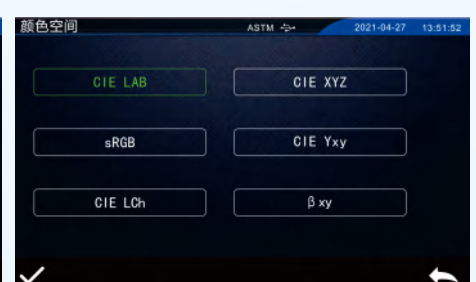 颜色空间 ASTM 2021-04-27 13:51:52
CIE LAB CIE XYZ
sRGB CIE Yxy
CIE LCh βxy